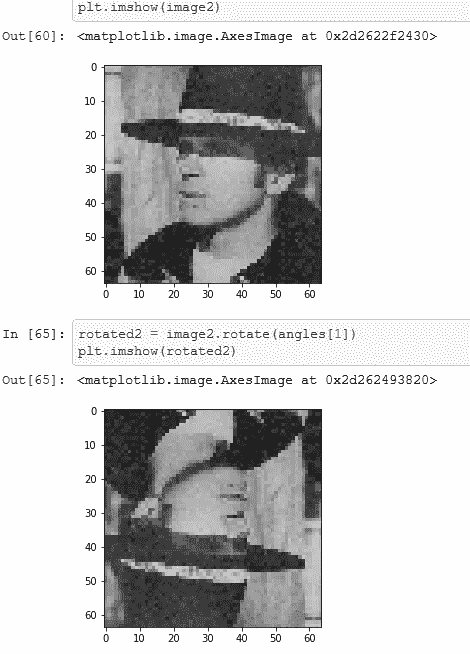 plt.imshow(image2)
Out[60]: <matplotlib.image.AxesImage at 0x2d2622f2430>
0
10
20
30
40
50
60
0 10 20 30 40 50 60
In [65]: rotated2 = image2.rotate(angles[1])
plt.imshow(rotated2)
Out[65]: <matplotlib.image.AxesImage at 0x2d262493820>
0
10
20
30
40
50
60
0 10 20 30 40 50 60